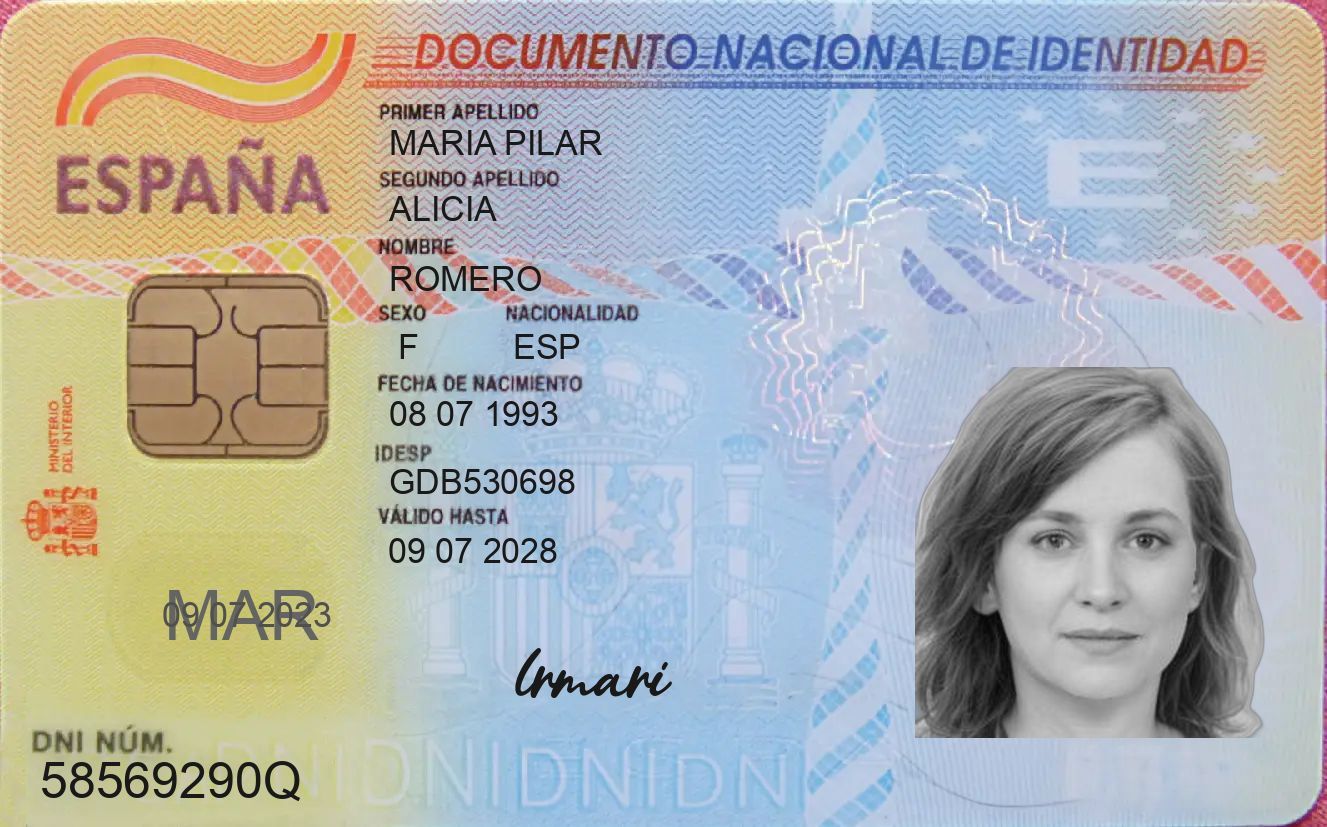 DOCUMENTO NACIONAL DE IDENTIDAD
ESPAÑA
PRIMER APELLIDO
MARIA PILAR
SEGUNDO APELLIDO
ALICIA
NOMBRE
ROMERO
SEXO NACIONALIDAD
F ESP
FECHA DE NACIMIENTO
08 07 1993
IDESP
GDB530698
VÁLIDO HASTA
09 07 2028
MINISTERIO
DEL INTERIOR
E
MAR
09 07 2023
Irmari
DNI NÚM.
58569290Q
DNIDNIDNIDN